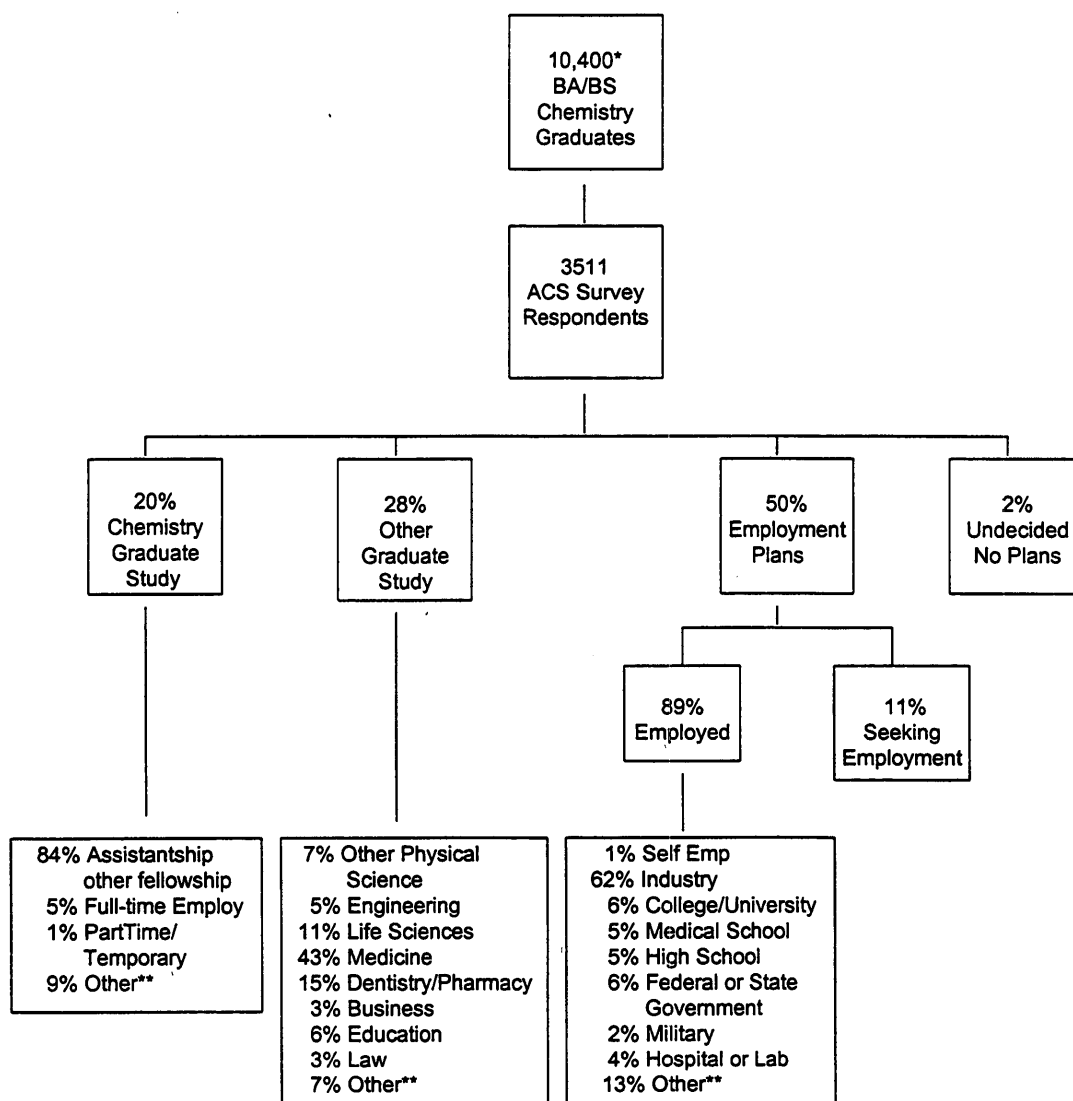 10,400*
BA/BS
Chemistry
Graduates
3511
ACS Survey
Respondents
20%
Chemistry
Graduate
Study
28%
Other
Graduate
Study
50%
Employment
Plans
2%
Undecided
No Plans
89%
Employed
11%
Seeking
Employment
84% Assistantship
other fellowship
5% Full-time Employ
1% PartTime/
Temporary
9% Other**
7% Other Physical
Science
5% Engineering
11% Life Sciences
43% Medicine
15% Dentistry/Pharmacy
3% Business
6% Education
3% Law
7% Other**
1% Self Emp
62% Industry
6% College/University
5% Medical School
5% High School
6% Federal or State
Government
2% Military
4% Hospital or Lab
13% Other**